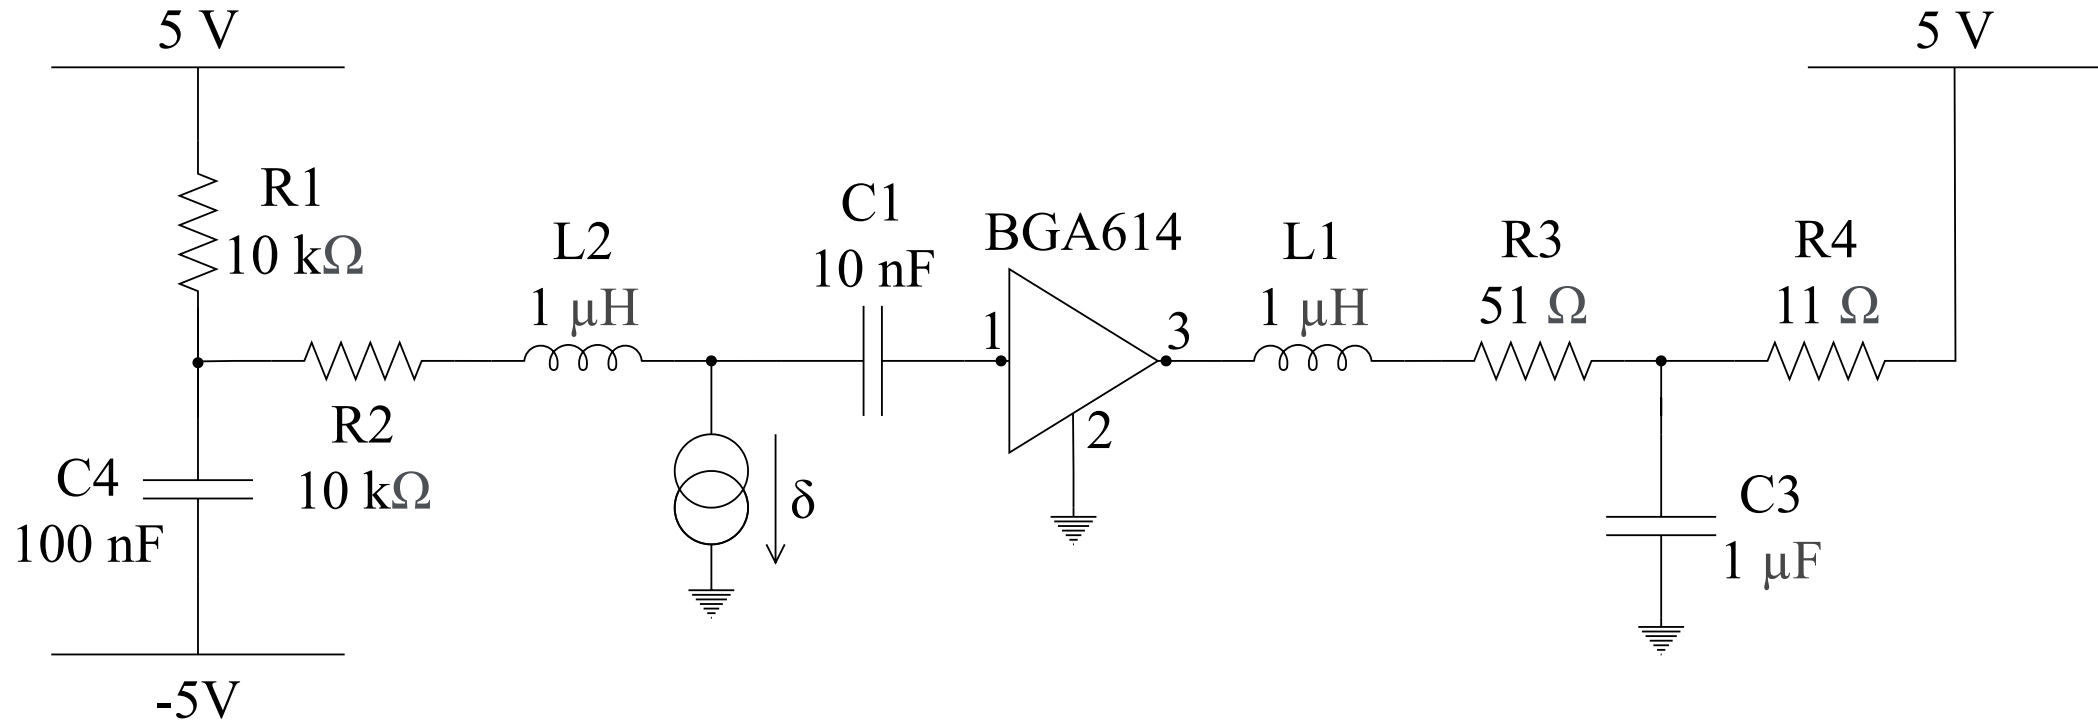 5 V
5 V
R1
10 kΩ
L2
1 µH
C1
10 nF
BGA614
1
3
2
L1
1 µH
R3
51 Ω
R4
11 Ω
R2
10 kΩ
C4
100 nF
δ
C3
1 µF
-5V